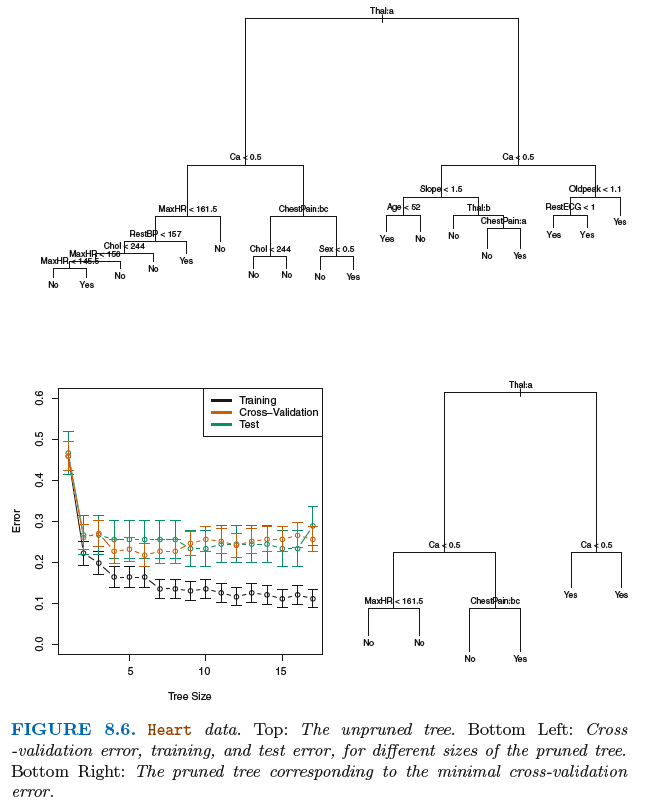 Thal:a
Ca < 0.5
Ca < 0.5
Slope < 1.5
Oldpeak < 1.1
MaxHR < 161.5
ChestPain:bc
Age < 52
Thal:b
RestECG < 1
ChestPain:a
Yes
RestBP < 157
No
Yes
No
No
Yes
Yes
Chol < 244
MaxHR < 156
MaxHR < 145.5
Chol < 244
Sex < 0.5
No
Yes
Yes
No
No
No
No
No
Yes
No
Yes
0.6
0.5
0.4
0.3
0.2
0.1
0.0
Error
Training
Cross−Validation
Test
5
10
15
Tree Size
Thal:a
Ca < 0.5
Ca < 0.5
MaxHR < 161.5
ChestPain:bc
Yes
Yes
No
No
No
Yes
FIGURE 8.6. Heart data. Top: The unpruned tree. Bottom Left: Cross
-validation error, training, and test error, for different sizes of the pruned tree.
Bottom Right: The pruned tree corresponding to the minimal cross-validation
error.